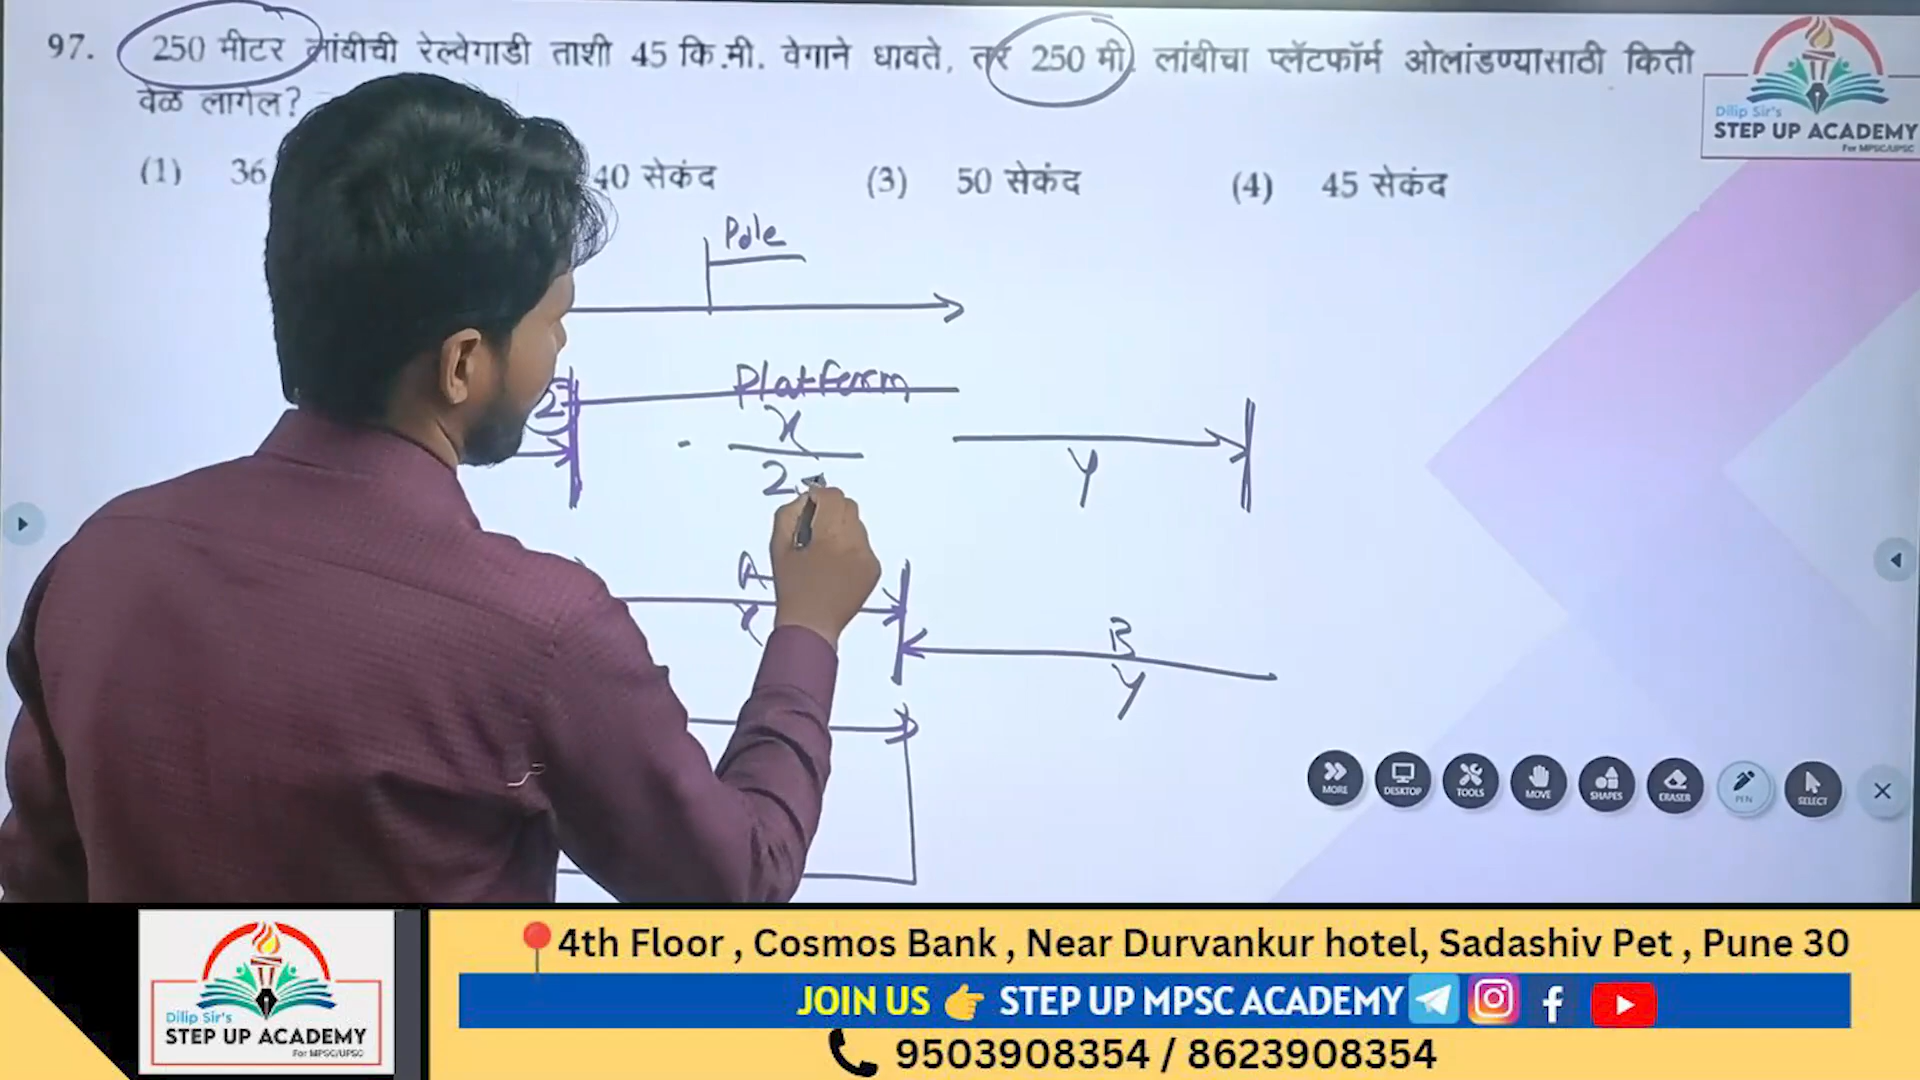 97. 250 मीटर लांबीची रेल्वेगाडी ताशी 45 कि.मी. वेगाने धावते, तर 250 मी. लांबीचा प्लॅटफॉर्म ओलांडण्यासाठी किती
वेळ लागेल?
(1) 36 40 सेकंद (3) 50 सेकंद (4) 45 सेकंद
Dilip Sir's
STEP UP ACADEMY
For MPSC/UPSC
Pole
Platform
x
2
y
A
B
y
MORE DESKTOP TOOLS MOVE SHAPES ERASER PEN SELECT
4th Floor , Cosmos Bank , Near Durvankur hotel, Sadashiv Pet , Pune 30
JOIN US 👉 STEP UP MPSC ACADEMY
9503908354 / 8623908354
Dilip Sir's
STEP UP ACADEMY
For MPSC/UPSC